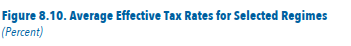 Figure 8.10. Average Effective Tax Rates for Selected Regimes
(Percent)